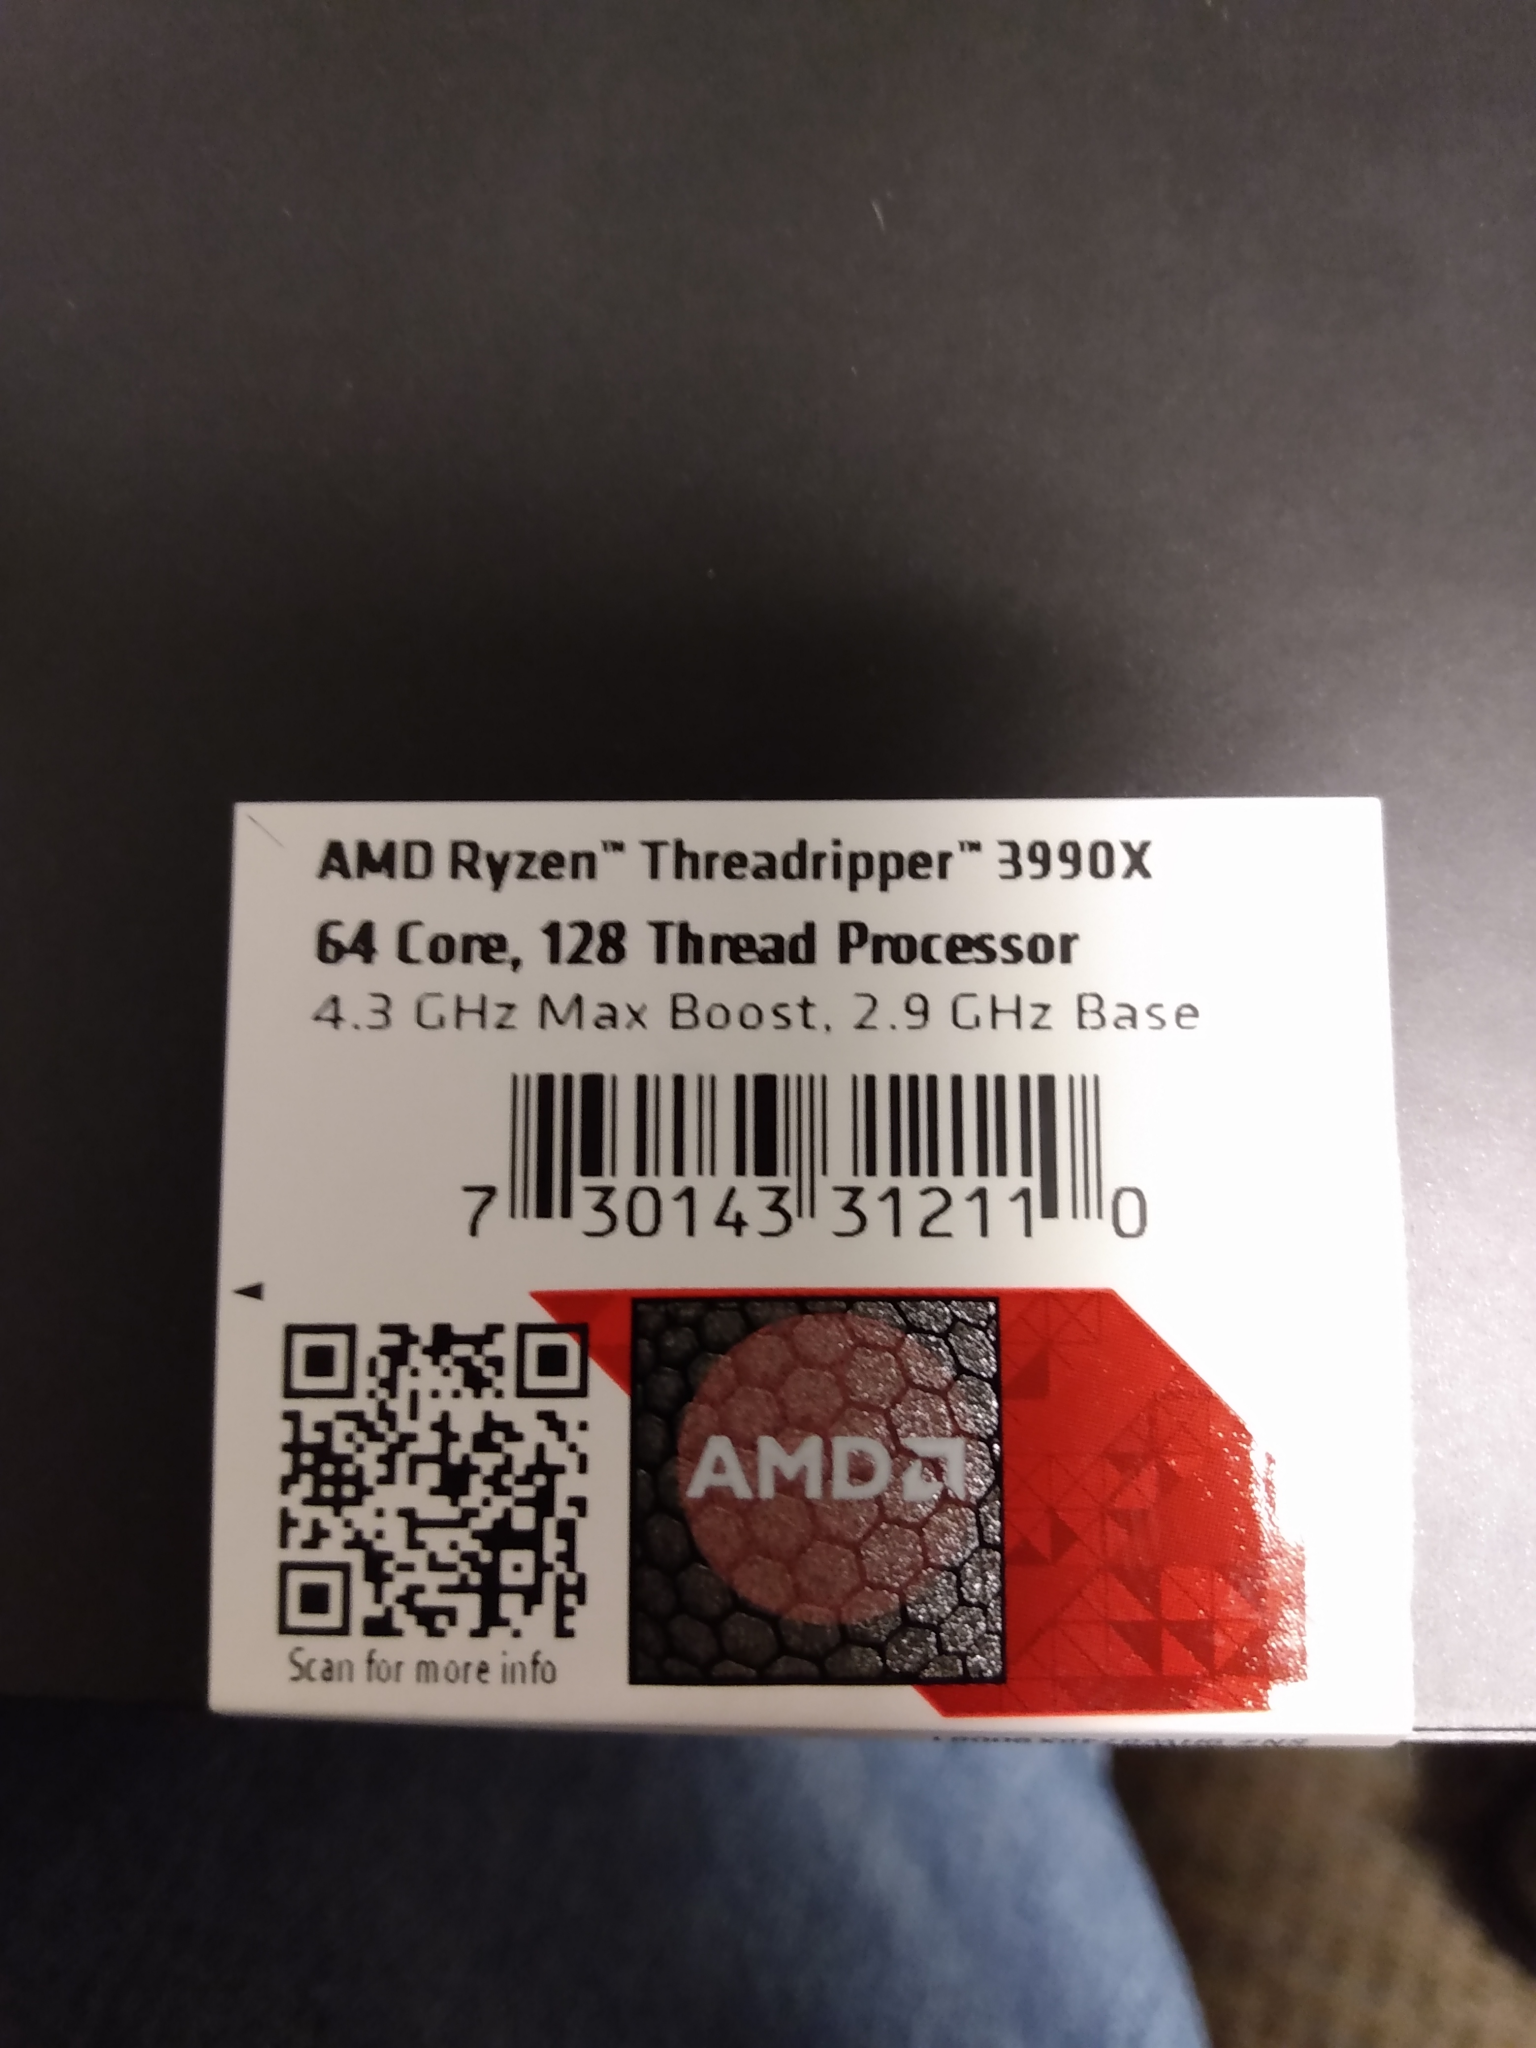 AMD Ryzen™ Threadripper™ 3990X
64 Core, 128 Thread Processor
4.3 GHz Max Boost, 2.9 GHz Base
7 30143 31211 0
AMD
Scan for more info